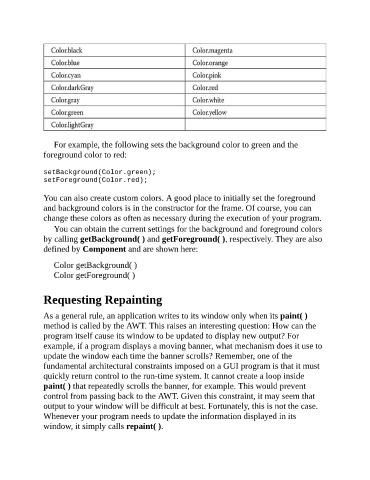 Color.black Color.magenta
Color.blue Color.orange
Color.cyan Color.pink
Color.darkGray Color.red
Color.gray Color.white
Color.green Color.yellow
Color.lightGray
For example, the following sets the background color to green and the
foreground color to red:
setBackground(Color.green);
setForeground(Color.red);
You can also create custom colors. A good place to initially set the foreground
and background colors is in the constructor for the frame. Of course, you can
change these colors as often as necessary during the execution of your program.
You can obtain the current settings for the background and foreground colors
by calling getBackground( ) and getForeground( ), respectively. They are also
defined by Component and are shown here:
Color getBackground( )
Color getForeground( )
Requesting Repainting
As a general rule, an application writes to its window only when its paint( )
method is called by the AWT. This raises an interesting question: How can the
program itself cause its window to be updated to display new output? For
example, if a program displays a moving banner, what mechanism does it use to
update the window each time the banner scrolls? Remember, one of the
fundamental architectural constraints imposed on a GUI program is that it must
quickly return control to the run-time system. It cannot create a loop inside
paint( ) that repeatedly scrolls the banner, for example. This would prevent
control from passing back to the AWT. Given this constraint, it may seem that
output to your window will be difficult at best. Fortunately, this is not the case.
Whenever your program needs to update the information displayed in its
window, it simply calls repaint( ).